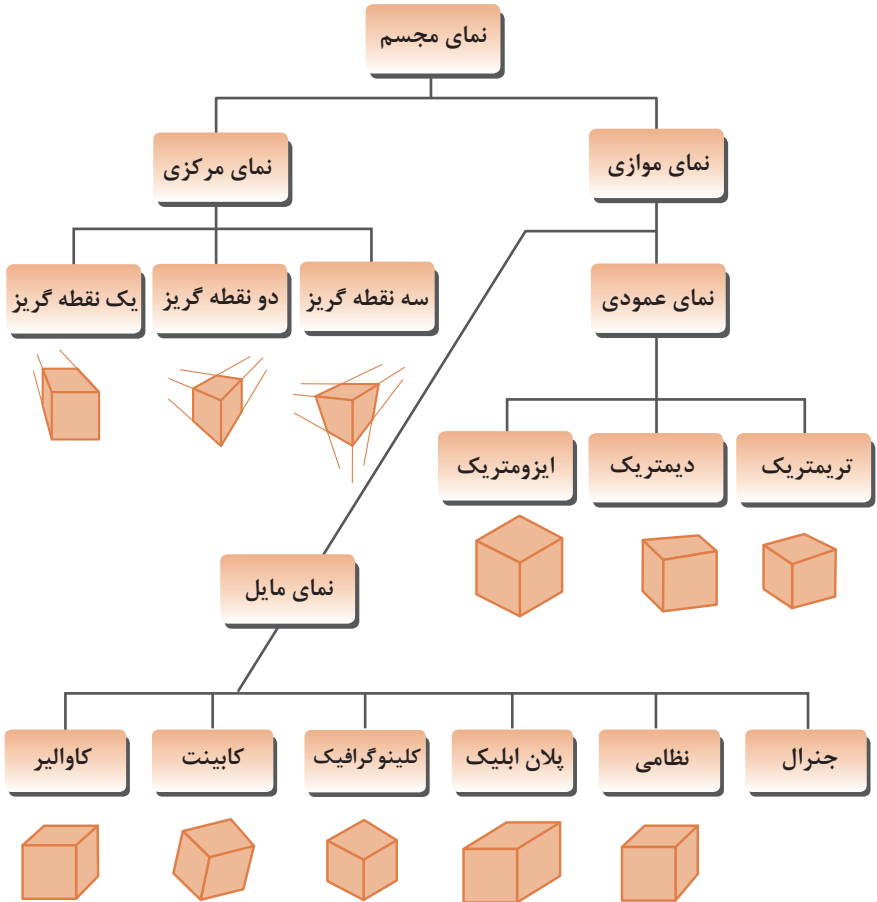 نمای مجسم
نمای موازی
نمای مرکزی
نمای عمودی
سه نقطه گریز
دو نقطه گریز
یک نقطه گریز
تریمتریک
دیمتریک
ایزومتریک
نمای مایل
جنرال
نظامی
پلان ابلیک
کلینوگرافیک
کابینت
کاوالیر